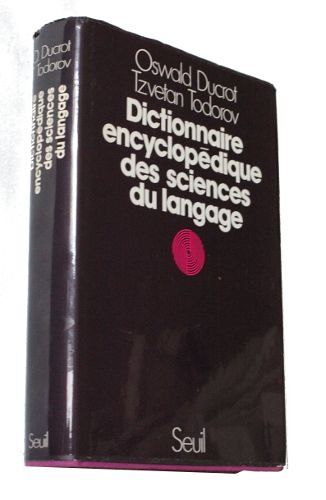 Oswald Ducrot
Tzvetan Todorov
Dictionnaire
encyclopédique
des sciences
du langage
Seuil
O. Ducrot
T. Todorov
Dictionnaire
encyclopédique
des sciences
du langage
Seuil